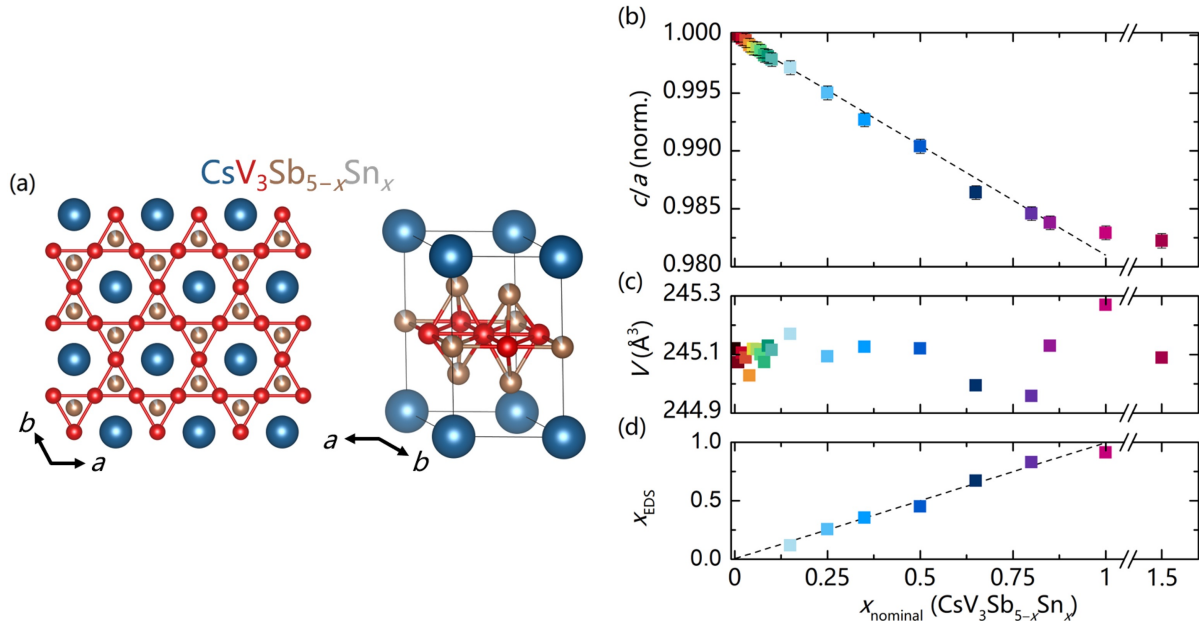 (a)
CsV₃Sb₅₋ₓSnₓ
b
a
a
b
(b)
1.000
0.995
0.990
0.985
0.980
c/a (norm.)
(c)
245.3
245.1
244.9
V (Å³)
(d)
1.0
0.5
0.0
x_EDS
0 0.25 0.5 0.75 1 1.5
x_nominal (CsV₃Sb₅₋ₓSnₓ)